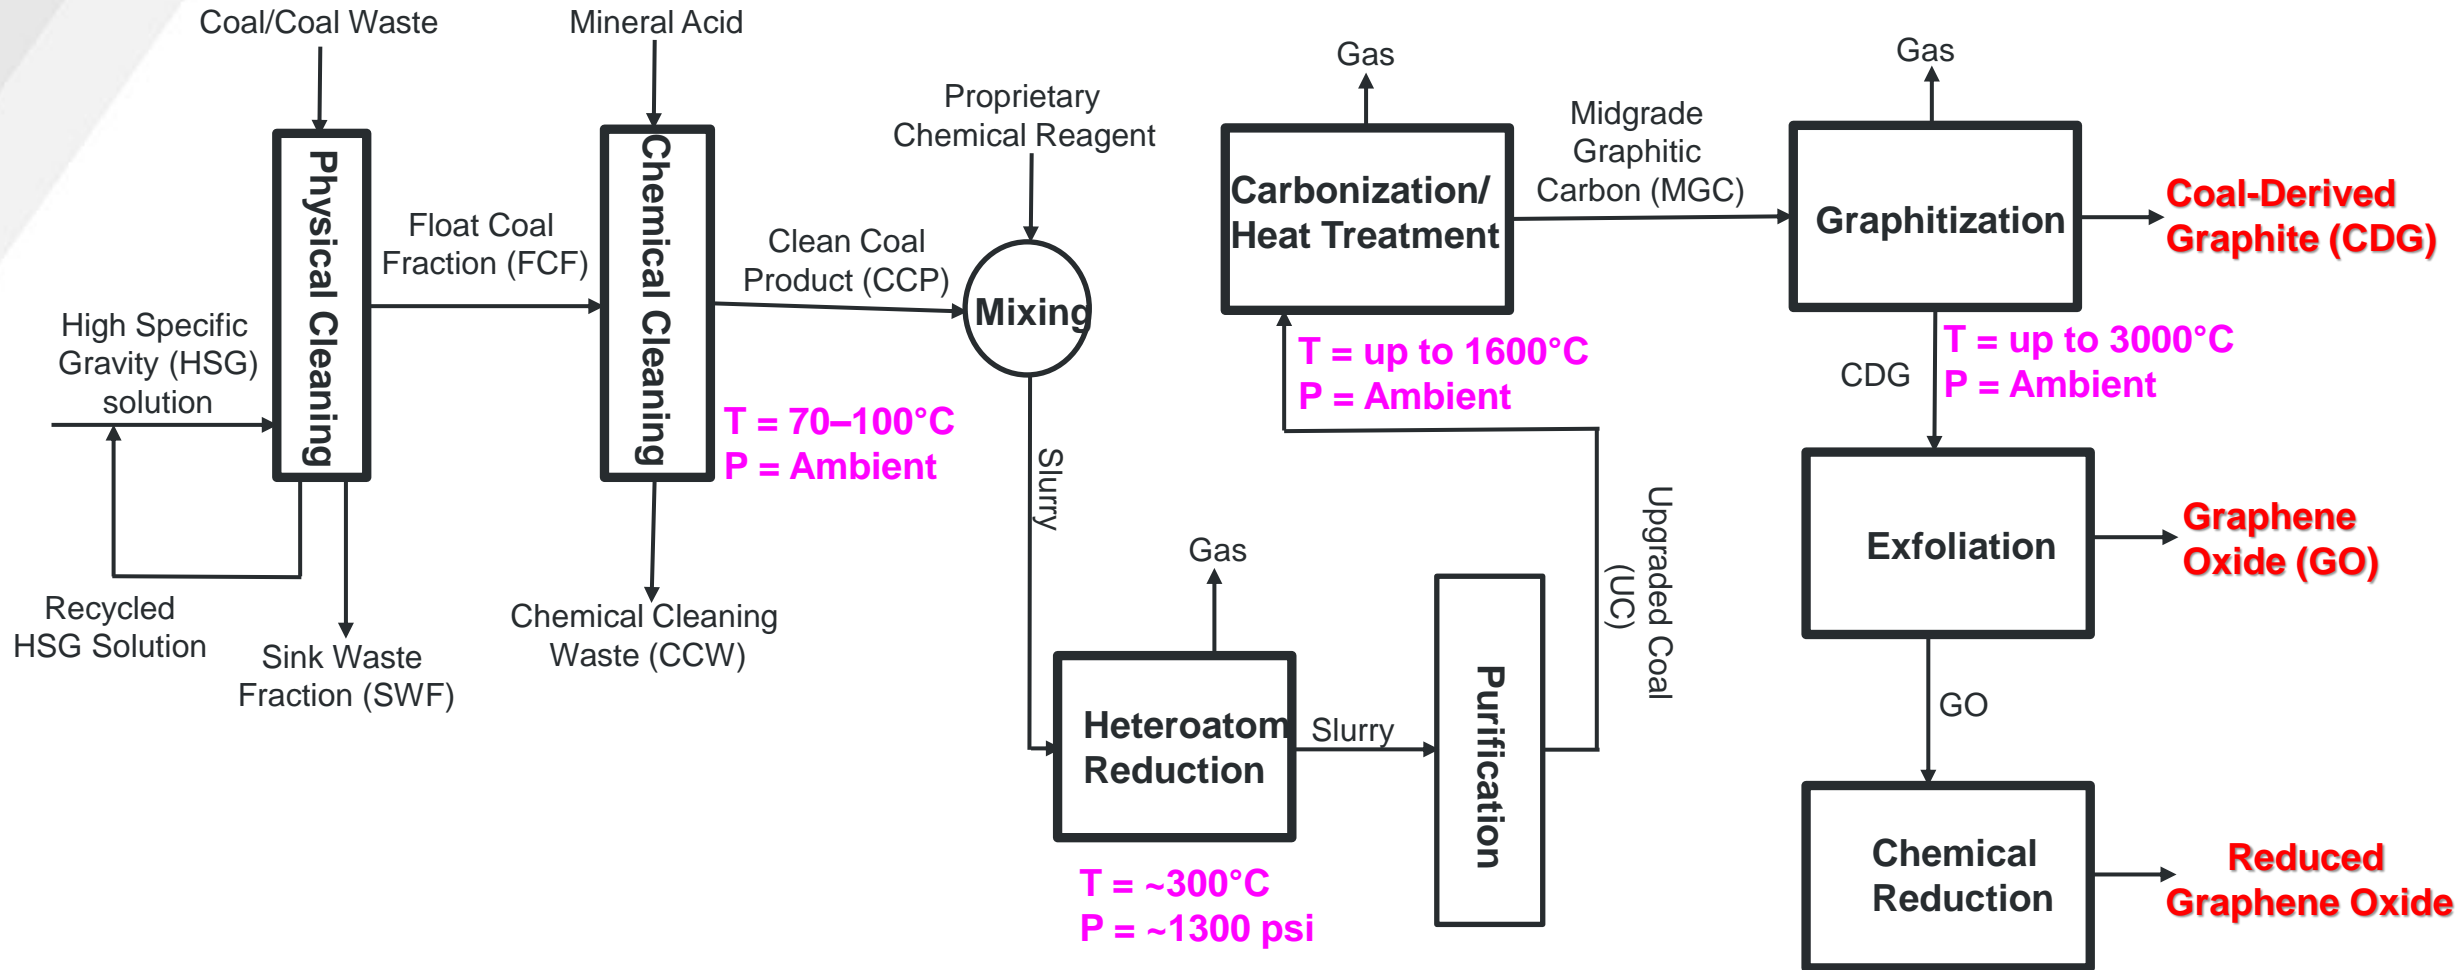 Coal/Coal Waste
Mineral Acid
Physical Cleaning
Float Coal
Fraction (FCF)
High Specific
Gravity (HSG)
solution
Recycled
HSG Solution
Sink Waste
Fraction (SWF)
Chemical Cleaning
T = 70–100°C
P = Ambient
Chemical Cleaning
Waste (CCW)
Clean Coal
Product (CCP)
Proprietary
Chemical Reagent
Mixing
Slurry
Gas
Heteroatom
Reduction
T = ~300°C
P = ~1300 psi
Slurry
Purification
Upgraded Coal
(UC)
Gas
Carbonization/
Heat Treatment
T = up to 1600°C
P = Ambient
Midgrade
Graphitic
Carbon (MGC)
Gas
Graphitization
Coal-Derived
Graphite (CDG)
T = up to 3000°C
P = Ambient
CDG
Exfoliation
Graphene
Oxide (GO)
GO
Chemical
Reduction
Reduced
Graphene Oxide